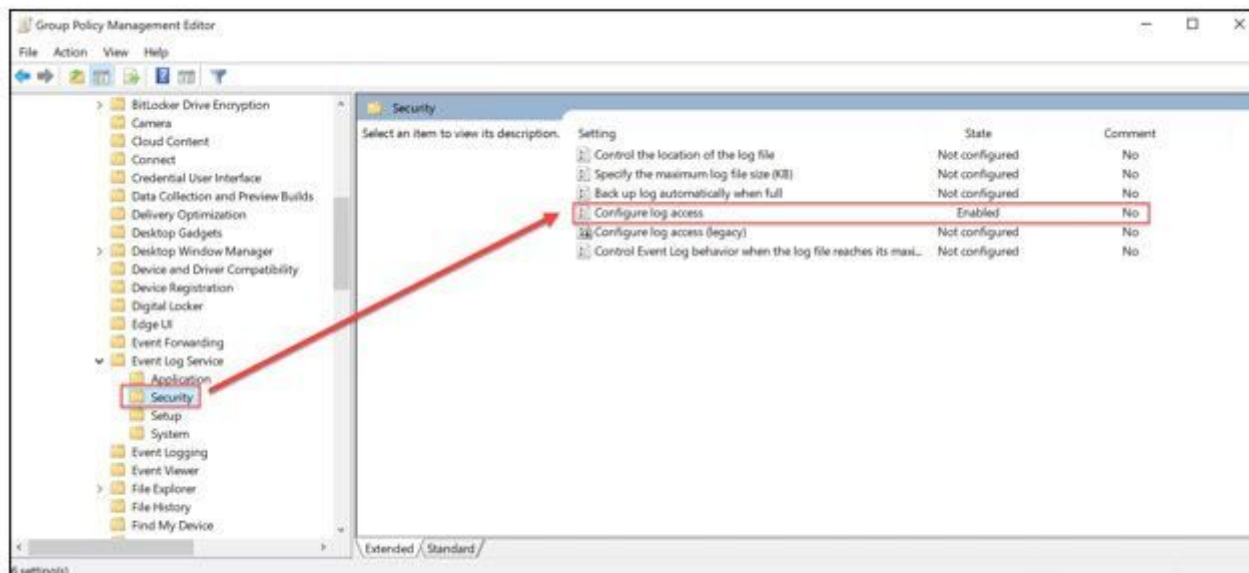 Group Policy Management Editor
File Action View Help
BitLocker Drive Encryption
Camera
Cloud Content
Connect
Credential User Interface
Data Collection and Preview Builds
Delivery Optimization
Desktop Gadgets
Desktop Window Manager
Device and Driver Compatibility
Device Registration
Digital Locker
Edge UI
Event Forwarding
Event Log Service
Application
Security
Setup
System
Event Logging
Event Viewer
File Explorer
File History
Find My Device
Security
Select an item to view its description.
Setting State Comment
Control the location of the log file Not configured No
Specify the maximum log file size (KB) Not configured No
Back up log automatically when full Not configured No
Configure log access Enabled No
Configure log access (legacy) Not configured No
Control Event Log behavior when the log file reaches its maxi... Not configured No
Extended Standard
6 setting(s)